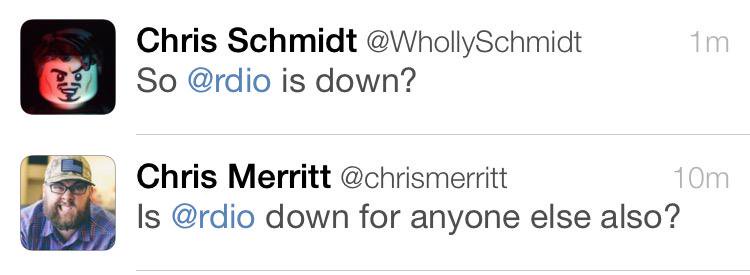 Chris Schmidt @WhollySchmidt 1m
So @rdio is down?
Chris Merritt @chrismerritt 10m
Is @rdio down for anyone else also?